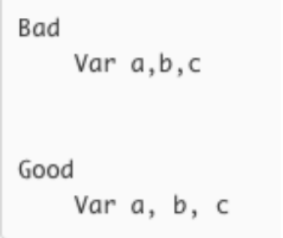 Bad
Var a,b,c
Good
Var a, b, c